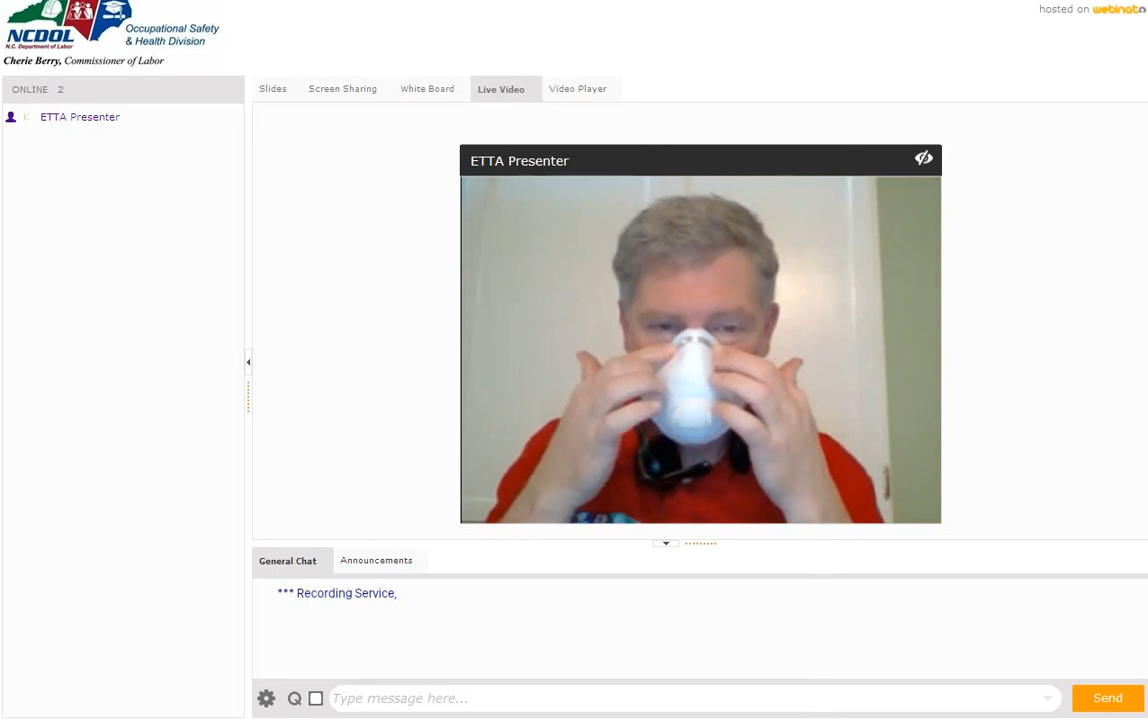 hosted on webinato
NCDOL
N.C. Department of Labor
Occupational Safety
& Health Division
Cherie Berry, Commissioner of Labor
ONLINE 2
Slides Screen Sharing White Board Live Video Video Player
ETTA Presenter
ETTA Presenter
General Chat Announcements
*** Recording Service,
Q Type message here... Send